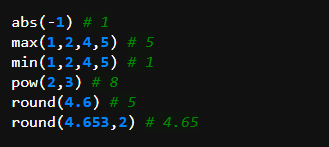 abs(-1) # 1
max(1,2,4,5) # 5
min(1,2,4,5) # 1
pow(2,3) # 8
round(4.6) # 5
round(4.653,2) # 4.65